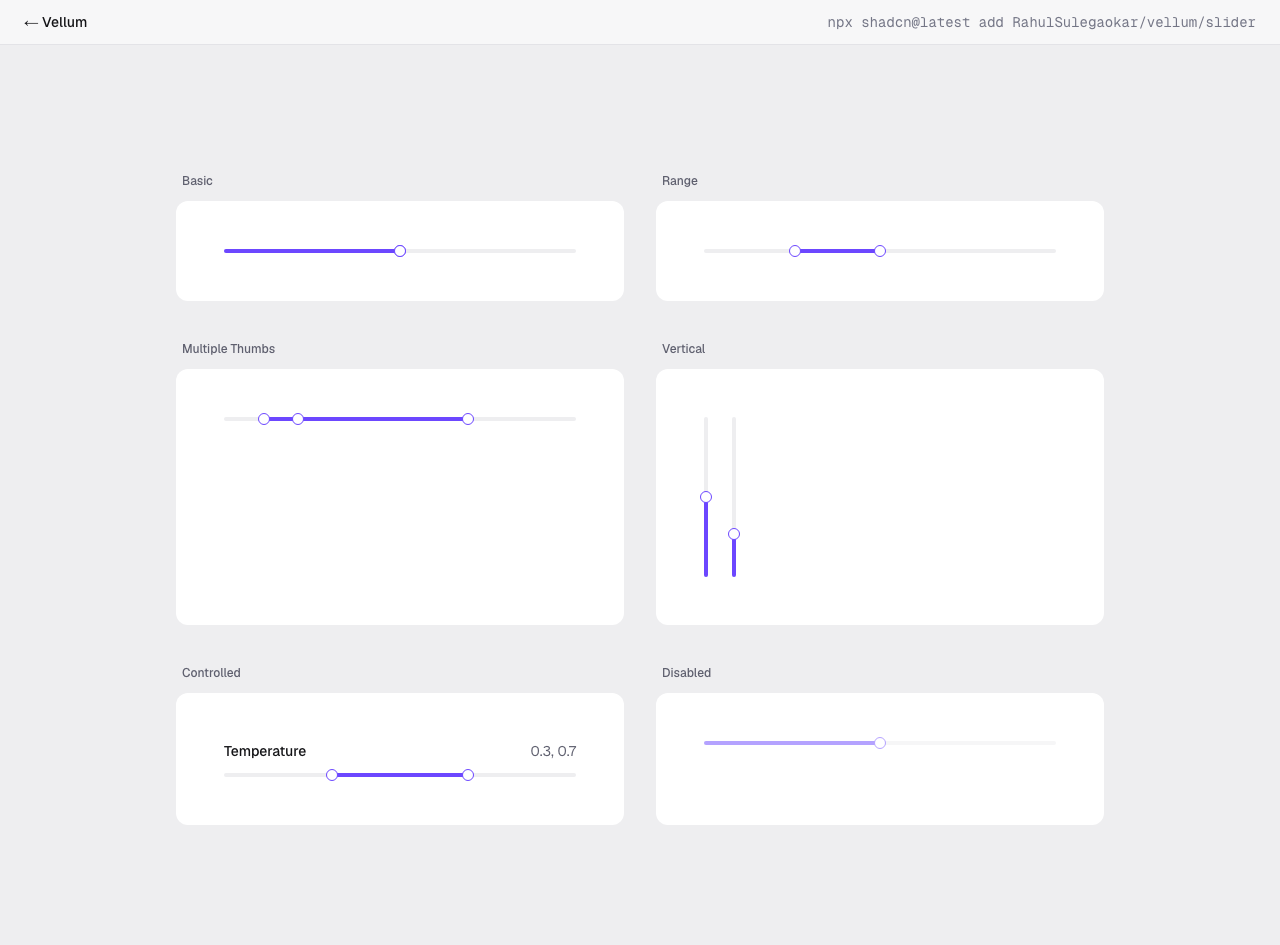 ← Vellum
npx shadcn@latest add RahulSulegaokar/vellum/slider
Basic
Range
Multiple Thumbs
Vertical
Controlled
Disabled
Temperature
0.3, 0.7